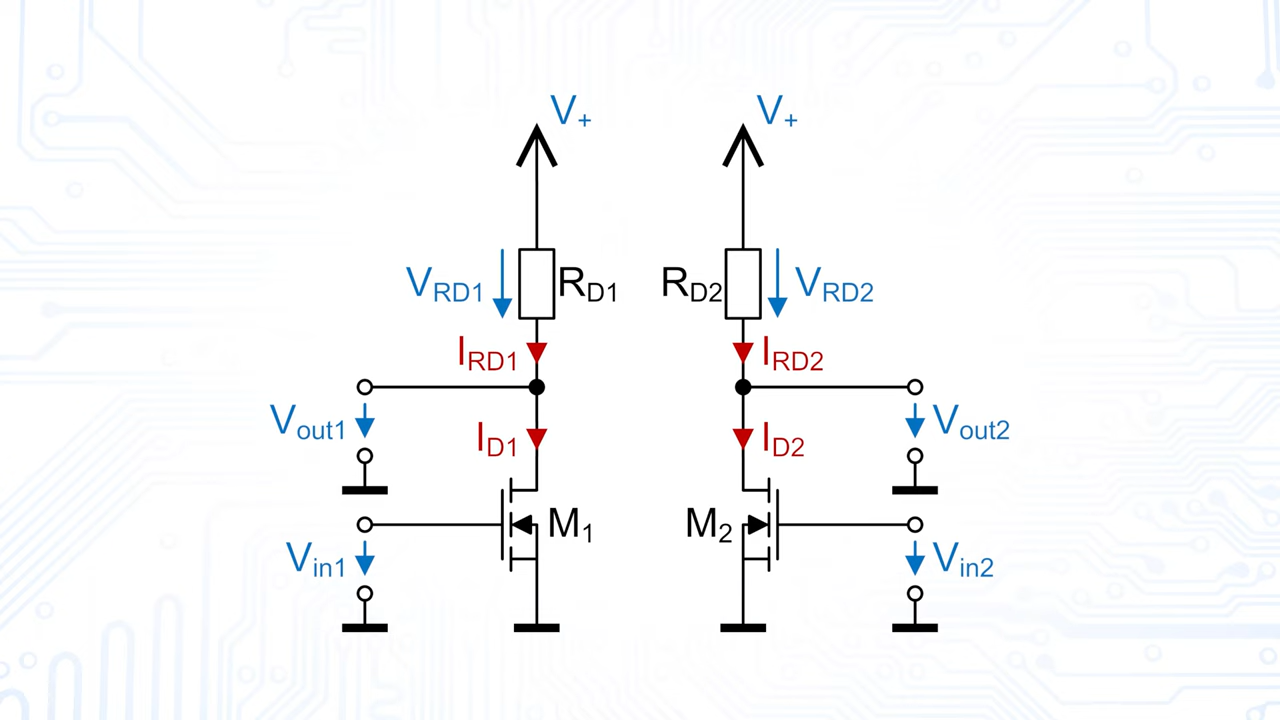 V+ V+
VRD1 RD1 RD2 VRD2
IRD1 IRD2
Vout1 ID1 ID2 Vout2
Vin1 M1 M2 Vin2